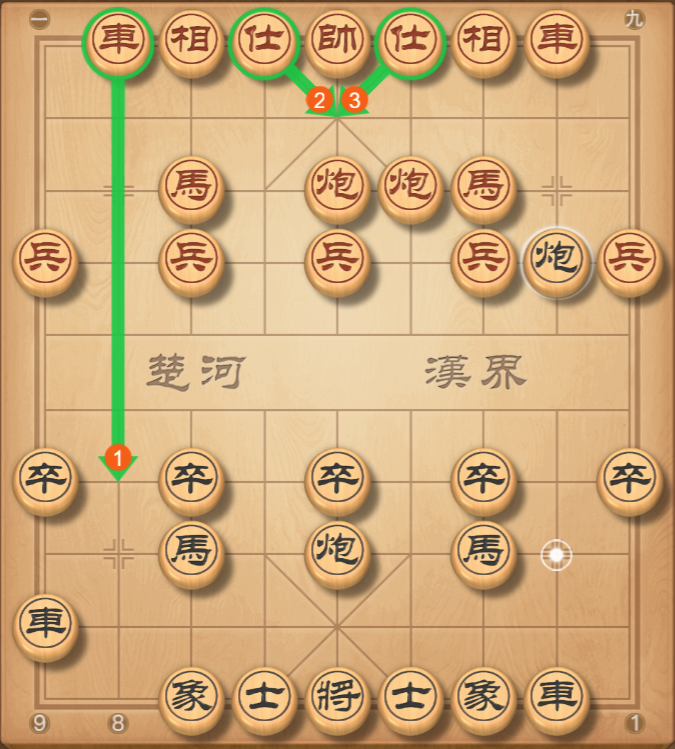 一 九
車 相 仕 帥 仕 相 車
2 3
馬 炮 炮 馬
兵 兵 兵 兵 炮 兵
楚河 漢界
1
卒 卒 卒 卒 卒
馬 炮 馬
車
象 士 將 士 象 車
9 8 1